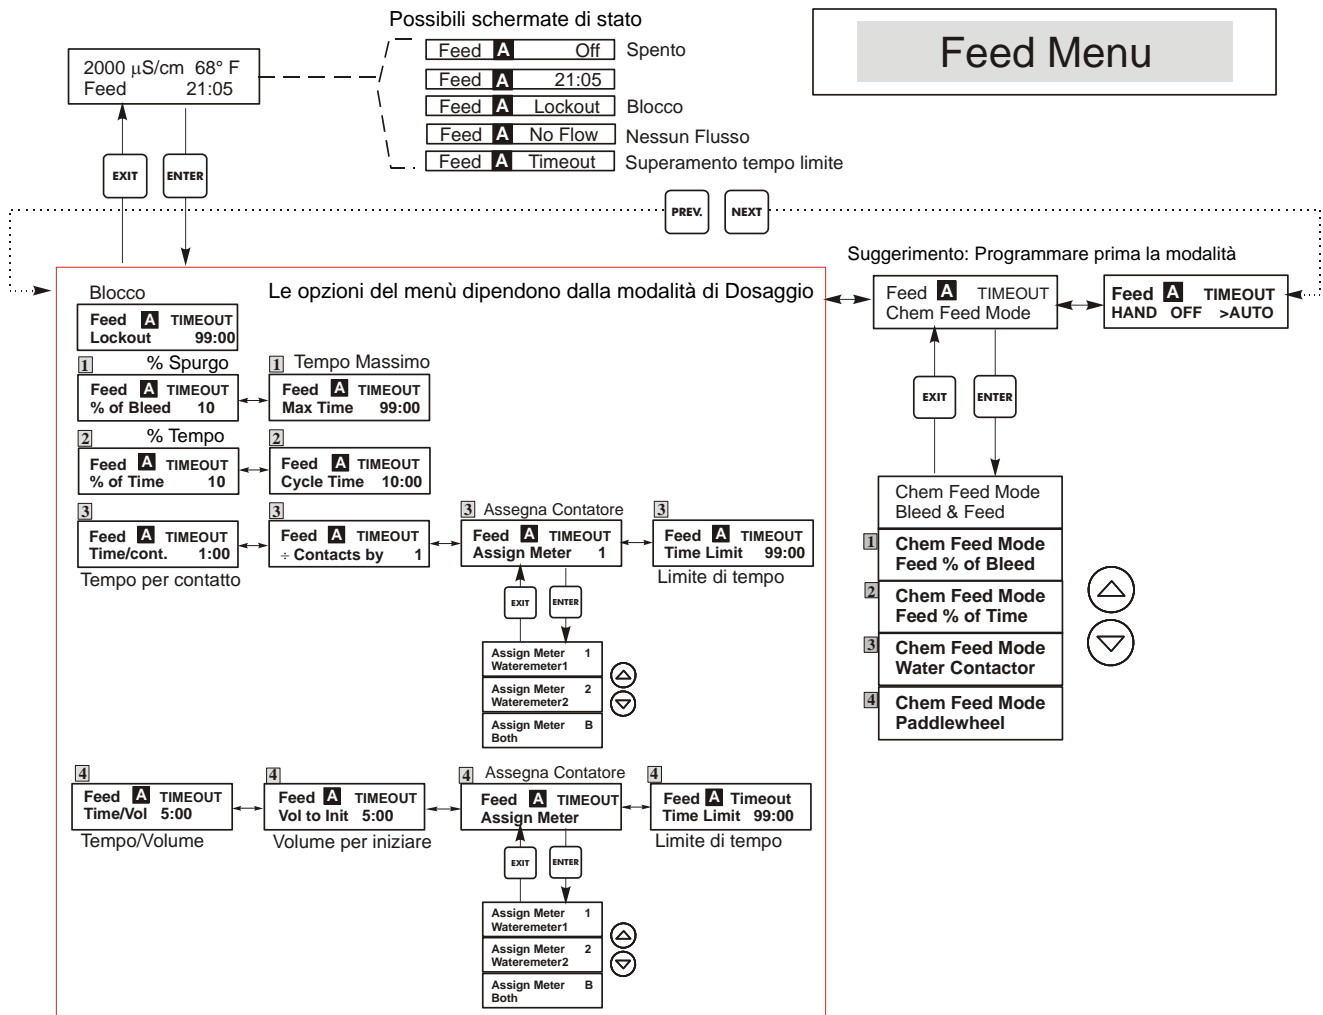 Possibili schermate di stato
Feed Menu
2000 µS/cm 68° F
Feed 21:05
Feed A Off Spento
Feed A 21:05
Feed A Lockout Blocco
Feed A No Flow Nessun Flusso
Feed A Timeout Superamento tempo limite
EXIT ENTER
PREV. NEXT
Suggerimento: Programmare prima la modalità
Feed A TIMEOUT
Chem Feed Mode
Feed A TIMEOUT
HAND OFF >AUTO
EXIT ENTER
Chem Feed Mode
Bleed & Feed
1 Chem Feed Mode
Feed % of Bleed
2 Chem Feed Mode
Feed % of Time
3 Chem Feed Mode
Water Contactor
4 Chem Feed Mode
Paddlewheel
Le opzioni del menù dipendono dalla modalità di Dosaggio
Blocco
Feed A TIMEOUT
Lockout 99:00
1 % Spurgo
Feed A TIMEOUT
% of Bleed 10
1 Tempo Massimo
Feed A TIMEOUT
Max Time 99:00
2 % Tempo
Feed A TIMEOUT
% of Time 10
2
Feed A TIMEOUT
Cycle Time 10:00
3
Feed A TIMEOUT
Time/cont. 1:00
Tempo per contatto
3
Feed A TIMEOUT
÷ Contacts by 1
3 Assegna Contatore
Feed A TIMEOUT
Assign Meter 1
3
Feed A TIMEOUT
Time Limit 99:00
Limite di tempo
EXIT ENTER
Assign Meter 1
Wateremeter1
Assign Meter 2
Wateremeter2
Assign Meter B
Both
4
Feed A TIMEOUT
Time/Vol 5:00
Tempo/Volume
4
Feed A TIMEOUT
Vol to Init 5:00
Volume per iniziare
4 Assegna Contatore
Feed A TIMEOUT
Assign Meter
4
Feed A Timeout
Time Limit 99:00
Limite di tempo
EXIT ENTER
Assign Meter 1
Wateremeter1
Assign Meter 2
Wateremeter2
Assign Meter B
Both